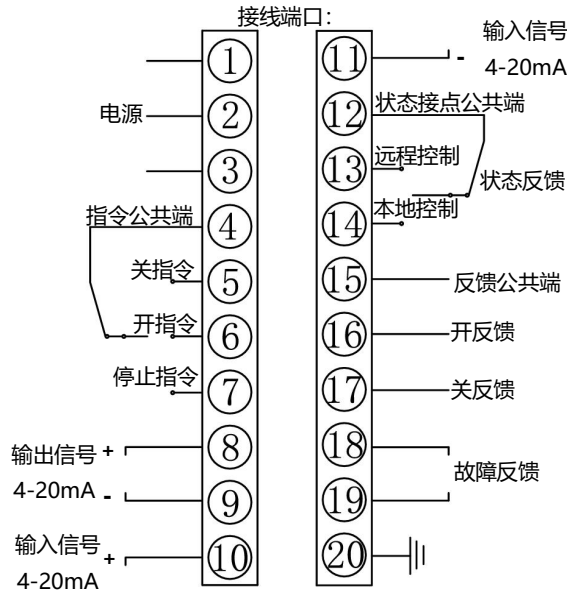 接线端口：
①
电源
②
③
指令公共端
④
关指令
⑤
开指令
⑥
停止指令
⑦
输出信号 +
⑧
4-20mA -
⑨
输入信号
+
⑩
4-20mA
⑪
-
输入信号
4-20mA
⑫
状态接点公共端
⑬
远程控制
状态反馈
⑭
本地控制
⑮
反馈公共端
⑯
开反馈
⑰
关反馈
⑱
故障反馈
⑲
⑳